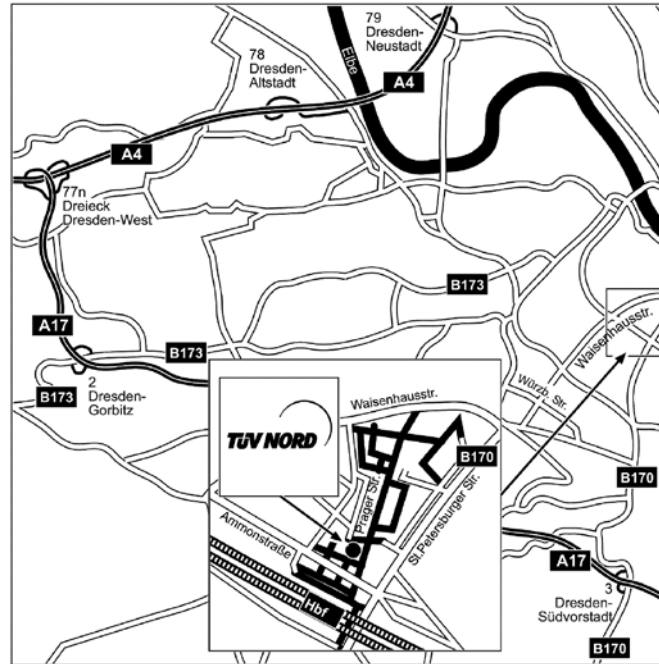 79
Dresden-
Neustadt
78
Dresden-
Altstadt
Elbe
A4
A4
77n
Dreieck
Dresden-West
A17
B173
B173
B173
2
Dresden-
Gorbitz
Waisenhausstr.
Würzb. Str.
TÜV NORD
Waisenhausstr.
B170
Prager Str.
St.Petersburger Str.
Ammonstraße
Hbf
B170
A17
3
Dresden-
Südvorstadt
B170